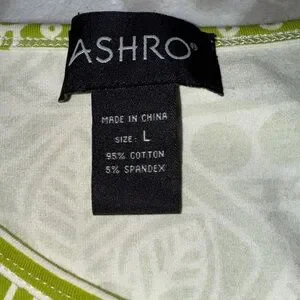 ASHRO®
MADE IN CHINA
SIZE: L
95% COTTON
5% SPANDEX